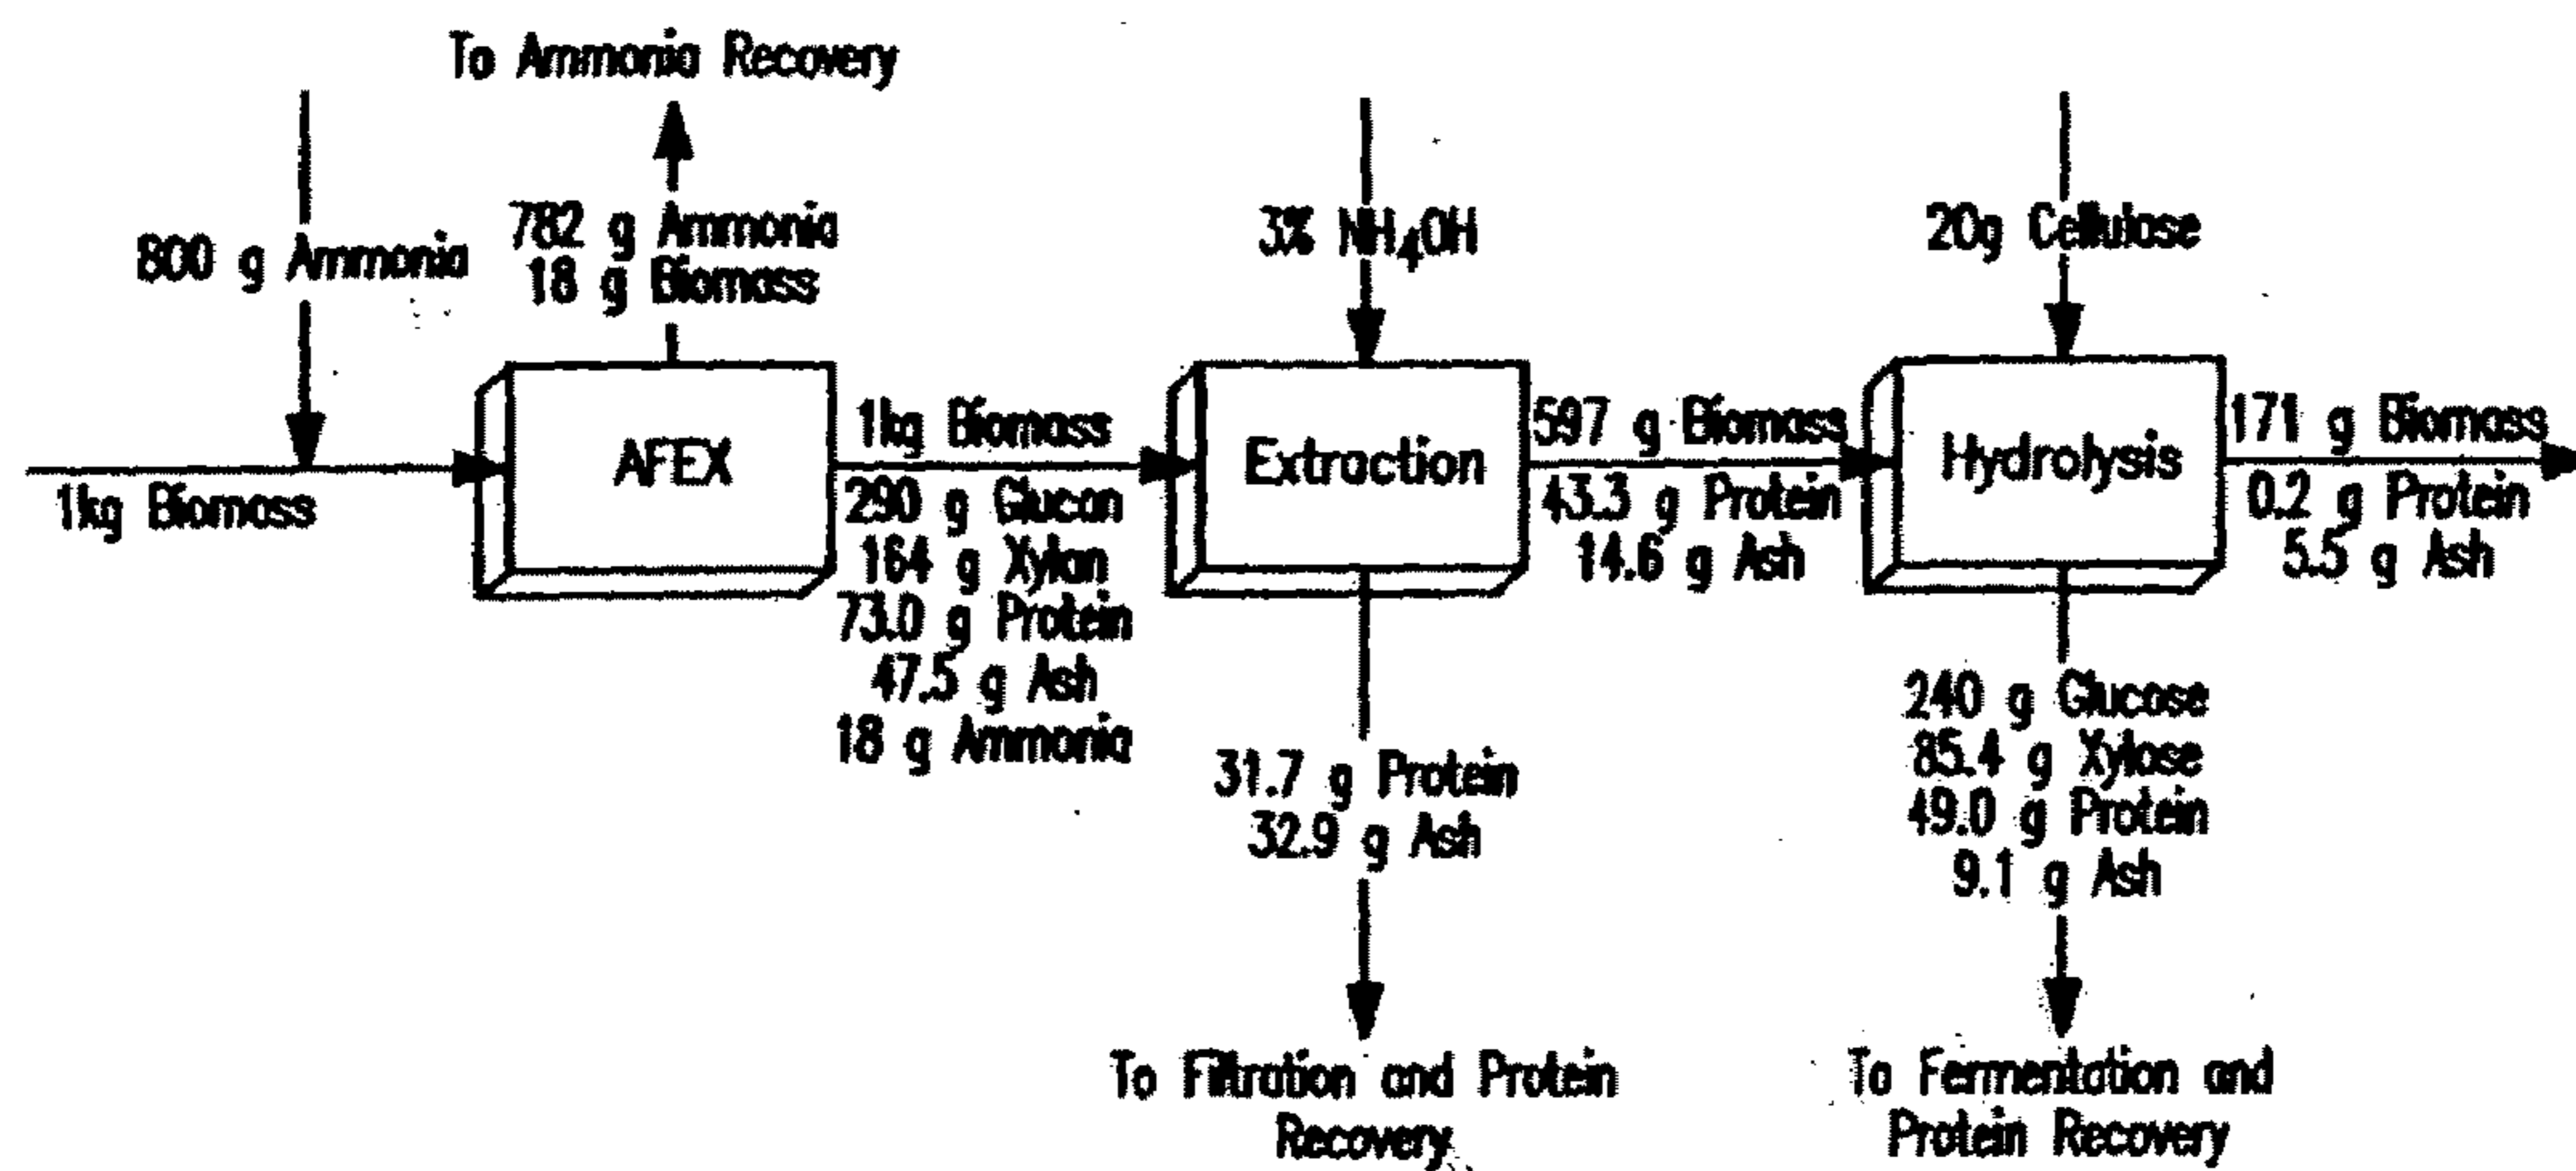 To Ammonia Recovery
800 g Ammonia
782 g Ammonia
18 g Biomass
1kg Biomass
AFEX
1kg Biomass
290 g Glucan
164 g Xylan
73.0 g Protein
47.5 g Ash
18 g Ammonia
3% NH4OH
Extraction
31.7 g Protein
32.9 g Ash
To Filtration and Protein
Recovery
597 g Biomass
43.3 g Protein
14.6 g Ash
20g Cellulose
Hydrolysis
240 g Glucose
85.4 g Xylose
49.0 g Protein
9.1 g Ash
To Fermentation and
Protein Recovery
171 g Biomass
0.2 g Protein
5.5 g Ash